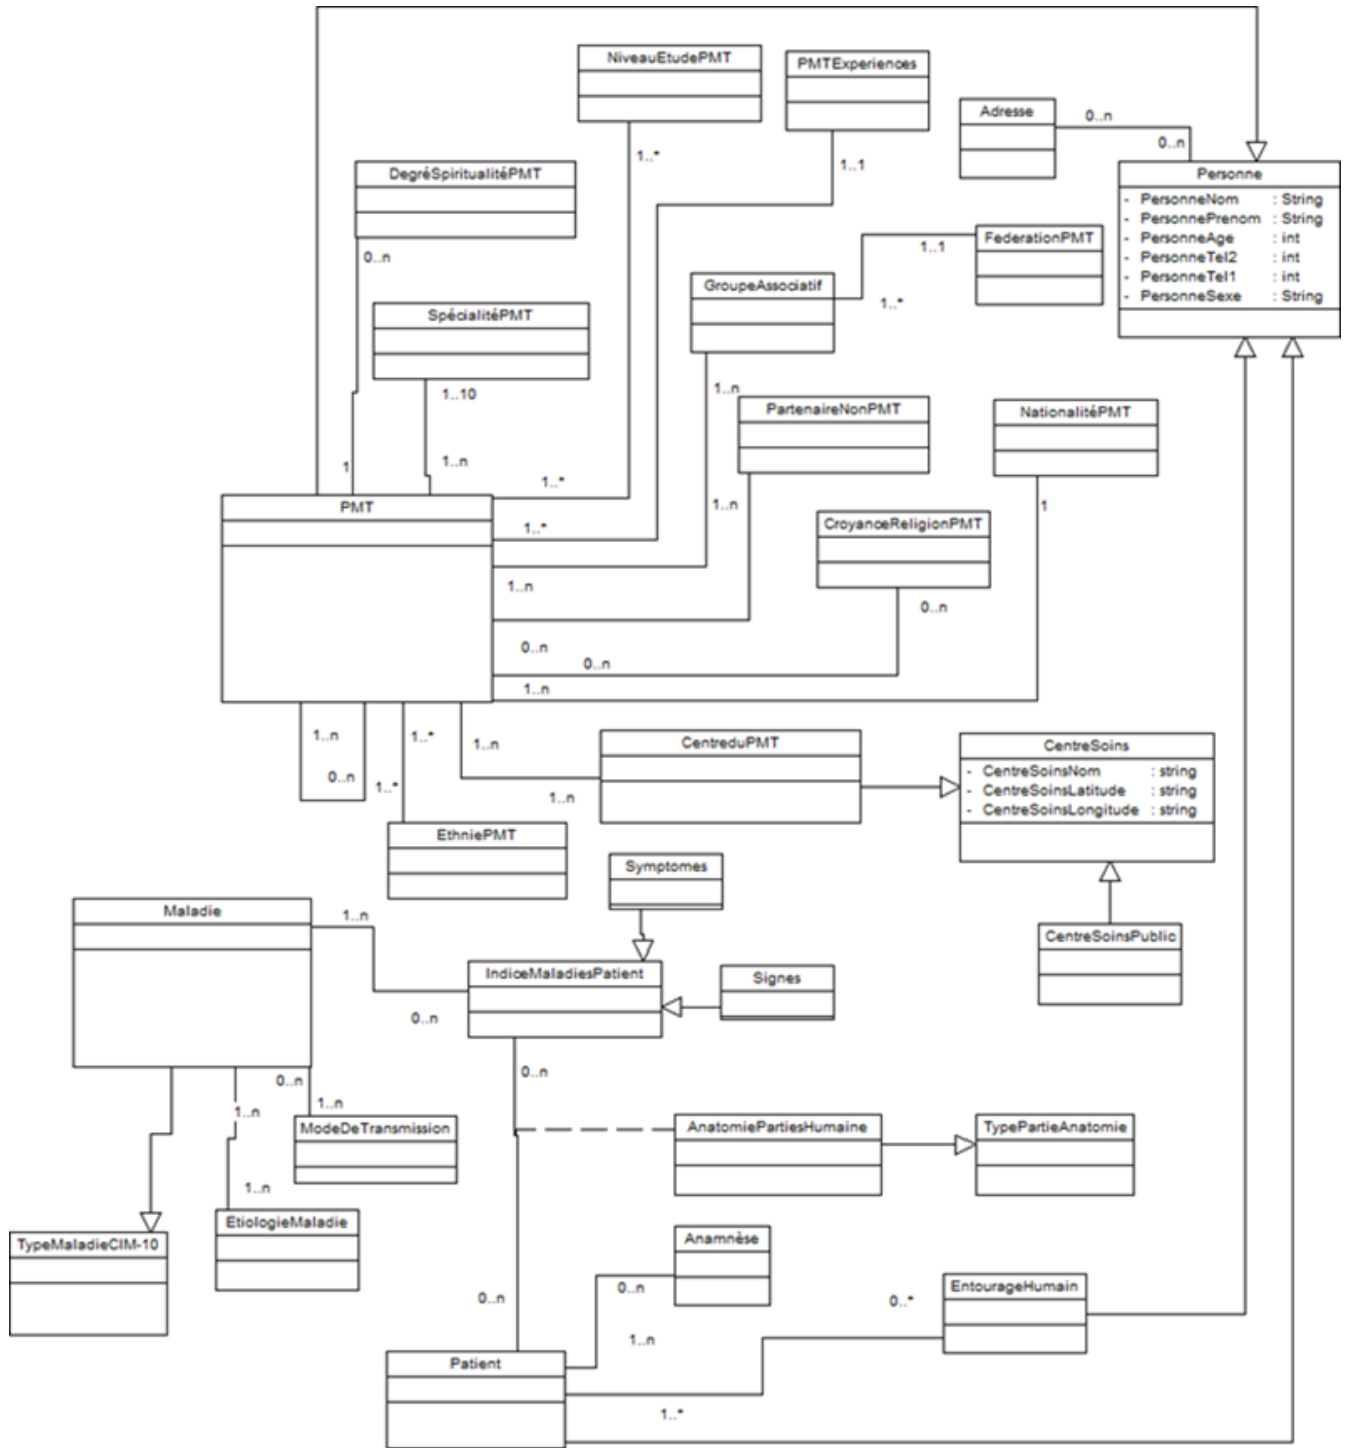 NiveauEtudePMT
PMTExperiences
1..*
1..1
Adresse
0..n
0..n
DegréSpiritualitéPMT
0..n
Personne
- PersonneNom : String
- PersonnePrenom : String
- PersonneAge : int
- PersonneTel2 : int
- PersonneTel1 : int
- PersonneSexe : String
FederationPMT
1..1
GroupeAssociatif
1..*
1..n
SpécialitéPMT
1..10
1..n
1
PartenaireNonPMT
1..n
NationalitéPMT
1
CroyanceReligionPMT
0..n
PMT
1..*
1..*
1..n
0..n
0..n
1..n
1..n
0..n
1..*
1..*
1..n
1..n
CentreduPMT
CentreSoins
- CentreSoinsNom : string
- CentreSoinsLatitude : string
- CentreSoinsLongitude : string
EthniePMT
Symptomes
CentreSoinsPublic
Maladie
1..n
0..n
IndiceMaladiesPatient
Signes
0..n
0..n
1..n
ModeDeTransmission
1..n
1..n
EtiologieMaladie
TypeMaladieCIM-10
AnatomiePartiesHumaine
TypePartieAnatomie
Anamnèse
0..n
0..n
1..n
EntourageHumain
0..*
Patient
1..*